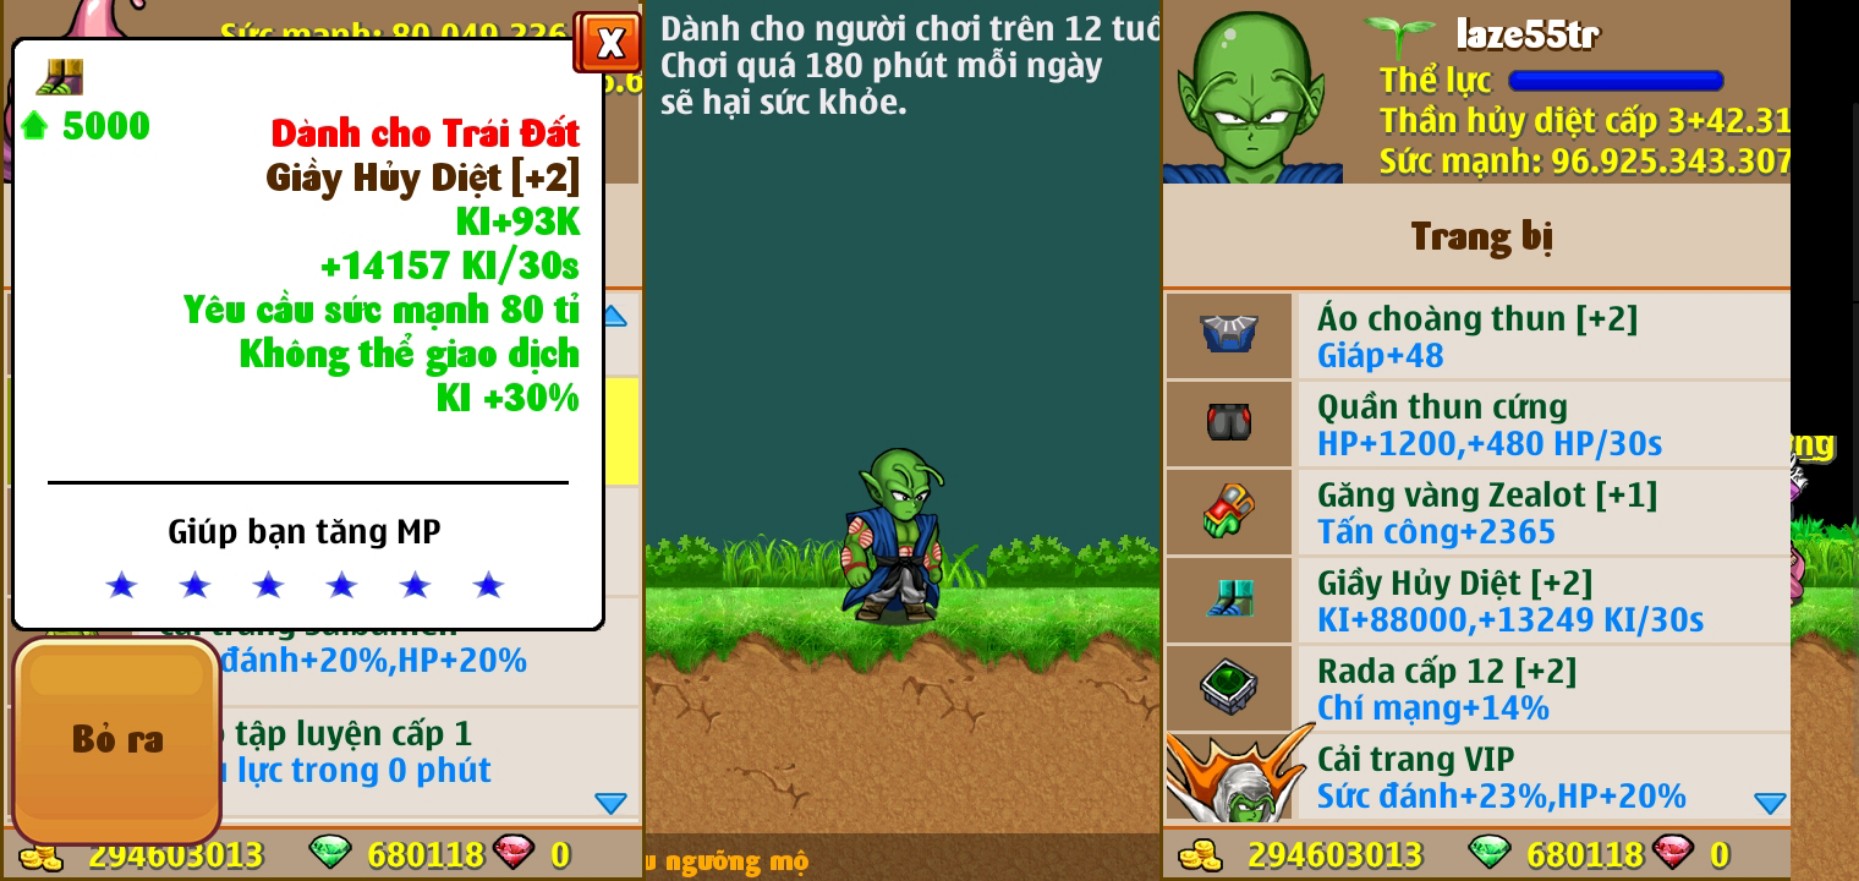 Sức mạnh: 80.049.226
5000
Dành cho Trái Đất
Giầy Hủy Diệt [+2]
KI+93K
+14157 KI/30s
Yêu cầu sức mạnh 80 tỉ
Không thể giao dịch
KI +30%
Giúp bạn tăng MP
đánh+20%,HP+20%
tập luyện cấp 1
lực trong 0 phút
Bỏ ra
294603013
680118
0
X
Dành cho người chơi trên 12 tuổ
Chơi quá 180 phút mỗi ngày
sẽ hại sức khỏe.
ngưỡng mộ
laze55tr
Thể lực
Thần hủy diệt cấp 3+42.31
Sức mạnh: 96.925.343.307
Trang bị
Áo choàng thun [+2]
Giáp+48
Quần thun cứng
HP+1200,+480 HP/30s
Găng vàng Zealot [+1]
Tấn công+2365
Giầy Hủy Diệt [+2]
KI+88000,+13249 KI/30s
Rada cấp 12 [+2]
Chí mạng+14%
Cải trang VIP
Sức đánh+23%,HP+20%
294603013
680118
0